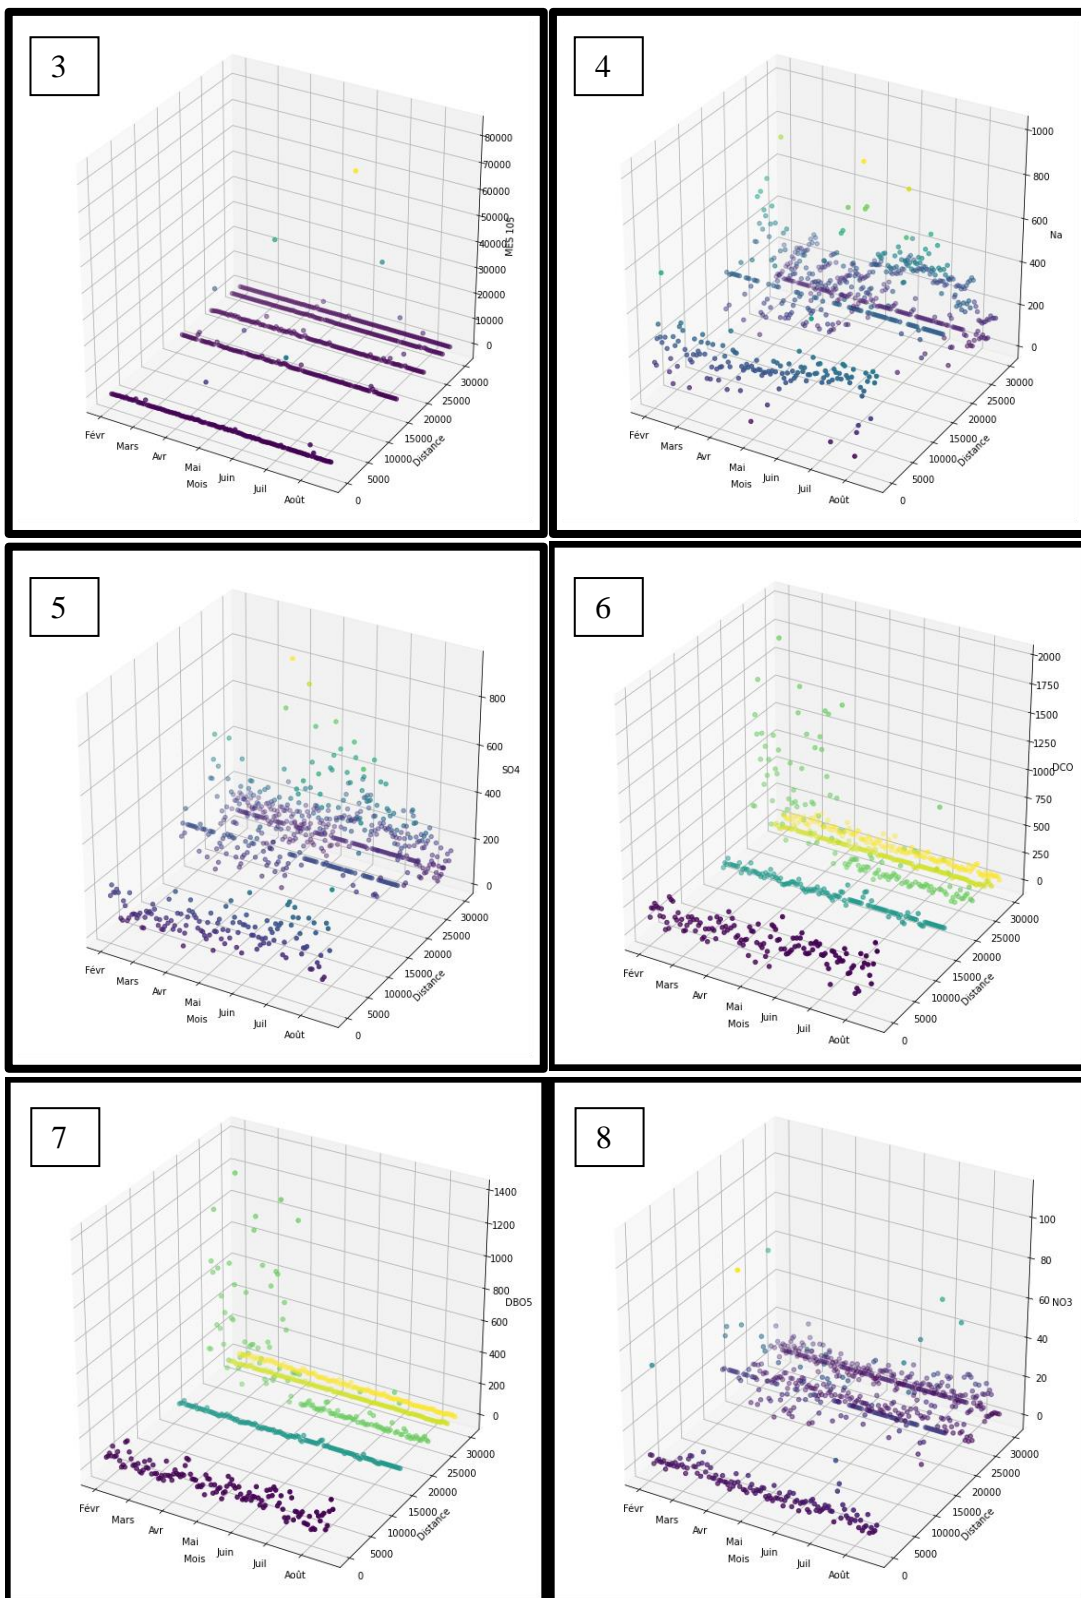 3
80000
70000
60000
50000
40000
30000
20000
10000
0
MES 105
30000
25000
20000
15000
10000
5000
0
Distance
Févr
Mars
Avr
Mai
Juin
Juil
Août
Mois
4
1000
800
600
400
200
0
Na
30000
25000
20000
15000
10000
5000
0
Distance
Févr
Mars
Avr
Mai
Juin
Juil
Août
Mois
5
800
600
400
200
0
SO4
30000
25000
20000
15000
10000
5000
0
Distance
Févr
Mars
Avr
Mai
Juin
Juil
Août
Mois
6
2000
1750
1500
1250
1000
750
500
250
0
DCO
30000
25000
20000
15000
10000
5000
0
Distance
Févr
Mars
Avr
Mai
Juin
Juil
Août
Mois
7
1400
1200
1000
800
600
400
200
0
DBO5
30000
25000
20000
15000
10000
5000
0
Distance
Févr
Mars
Avr
Mai
Juin
Juil
Août
Mois
8
100
80
60
40
20
0
NO3
30000
25000
20000
15000
10000
5000
0
Distance
Févr
Mars
Avr
Mai
Juin
Juil
Août
Mois